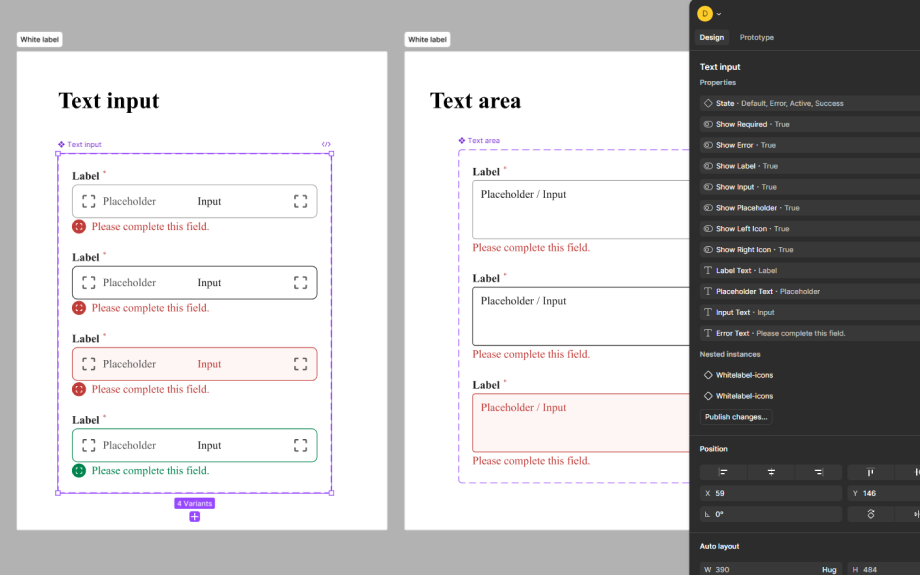 White label
Text input
Text input
Label *
Placeholder Input
Please complete this field.
Label *
Placeholder Input
Please complete this field.
Label *
Placeholder Input
Please complete this field.
Label *
Placeholder Input
Please complete this field.
4 Variants
White label
Text area
Text area
Label *
Placeholder / Input
Please complete this field.
Label *
Placeholder / Input
Please complete this field.
Label *
Placeholder / Input
Please complete this field.
D
Design Prototype
Text input
Properties
State · Default, Error, Active, Success
Show Required · True
Show Error · True
Show Label · True
Show Input · True
Show Placeholder · True
Show Left Icon · True
Show Right Icon · True
T Label Text · Label
T Placeholder Text · Placeholder
T Input Text · Input
T Error Text · Please complete this field.
Nested instances
Whitelabel-icons
Whitelabel-icons
Publish changes...
Position
X 59 Y 146
0°
Auto layout
W 390 Hug H 484